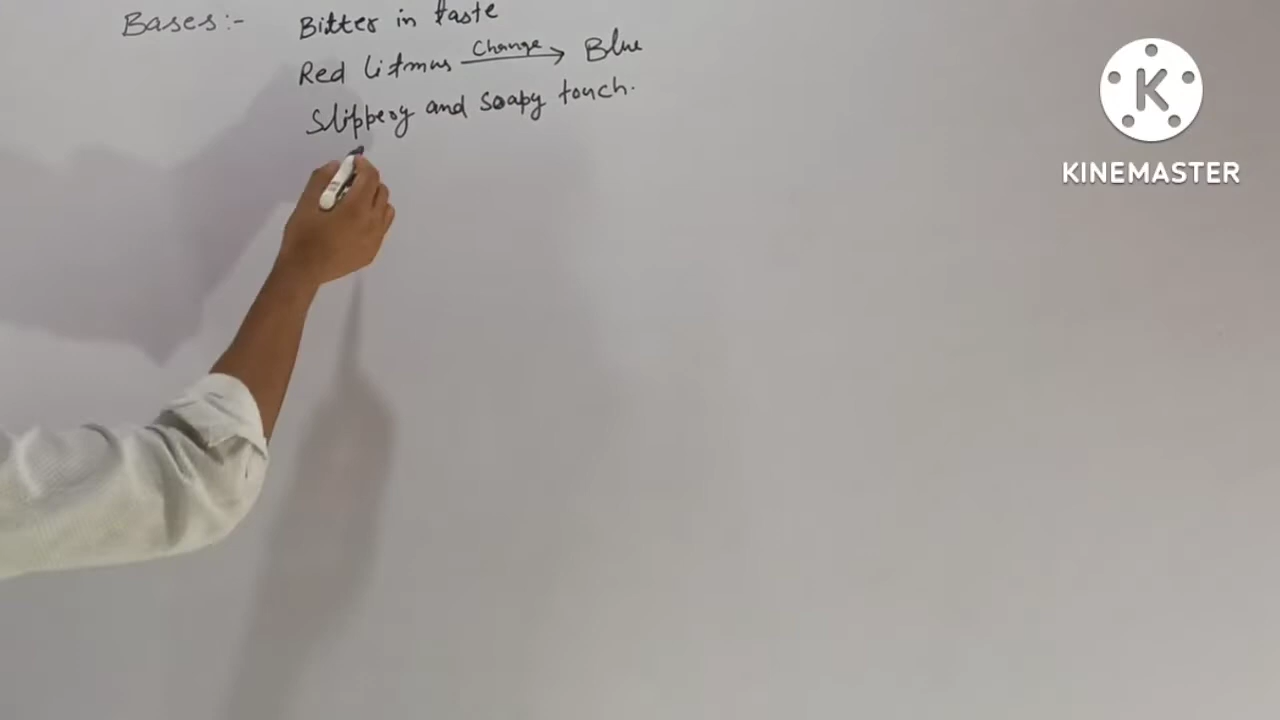 Bases:- Bitter in taste
Red litmus Change → Blue
Slippery and Soapy touch.
K
KINEMASTER